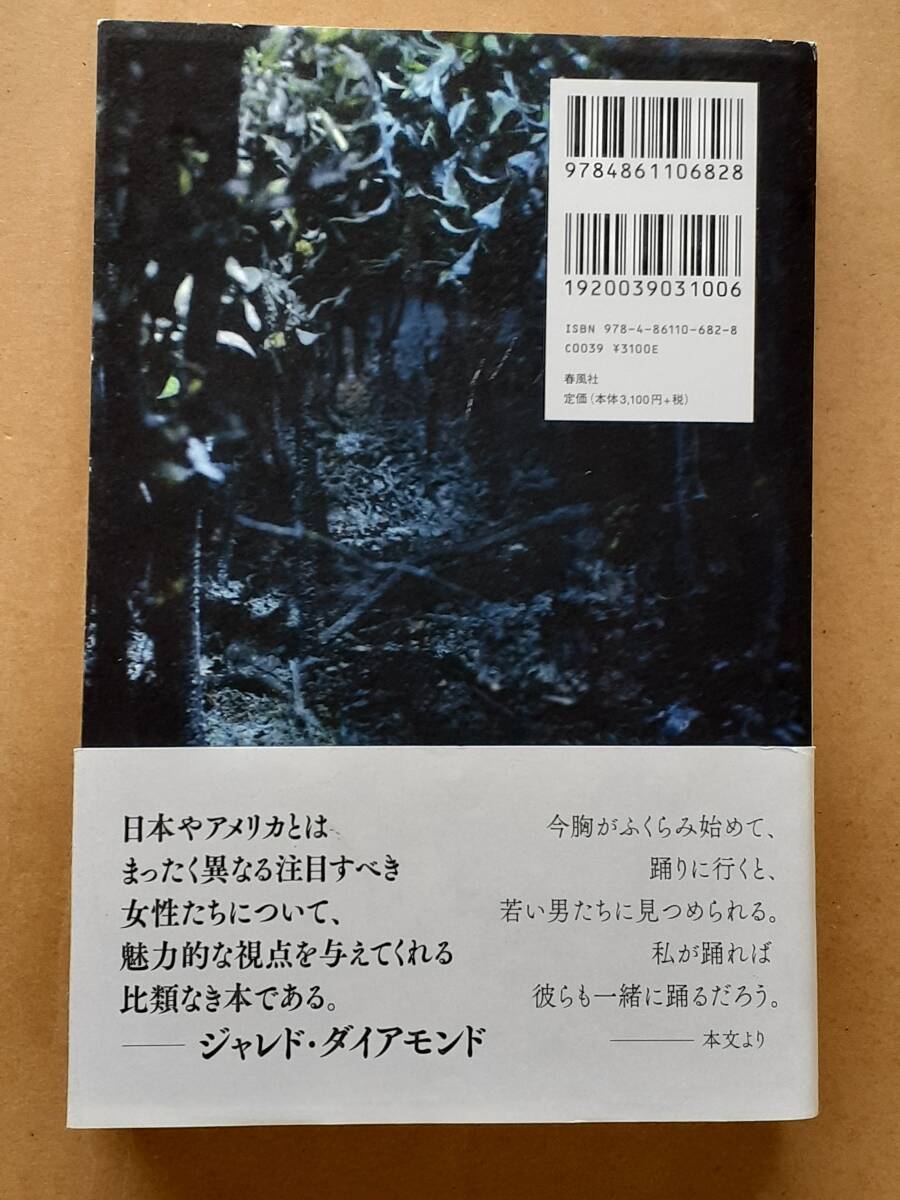 9784861106828
1920039031006
ISBN 978-4-86110-682-8
C0039 ¥3100E
春風社
定価（本体3,100円+税）
日本やアメリカとは
まったく異なる注目すべき
女性たちについて、
魅力的な視点を与えてくれる
比類なき本である。
――ジャレド・ダイアモンド
今胸がふくらみ始めて、
踊りに行くと、
若い男たちに見つめられる。
私が踊れば
彼らも一緒に踊るだろう。
――本文より